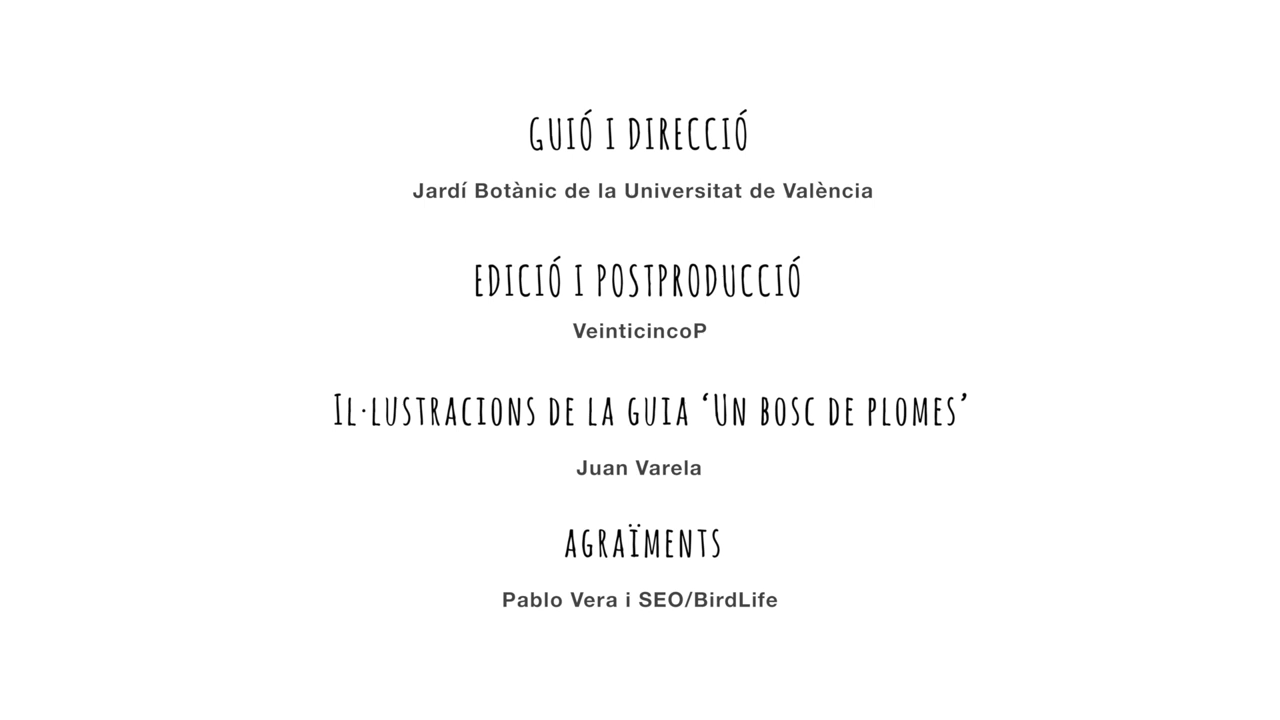 GUIÓ I DIRECCIÓ
Jardí Botànic de la Universitat de València
EDICIÓ I POSTPRODUCCIÓ
VeinticincoP
Il·lustracions de la guia ‘Un bosc de plomes’
Juan Varela
AGRAÏMENTS
Pablo Vera i SEO/BirdLife